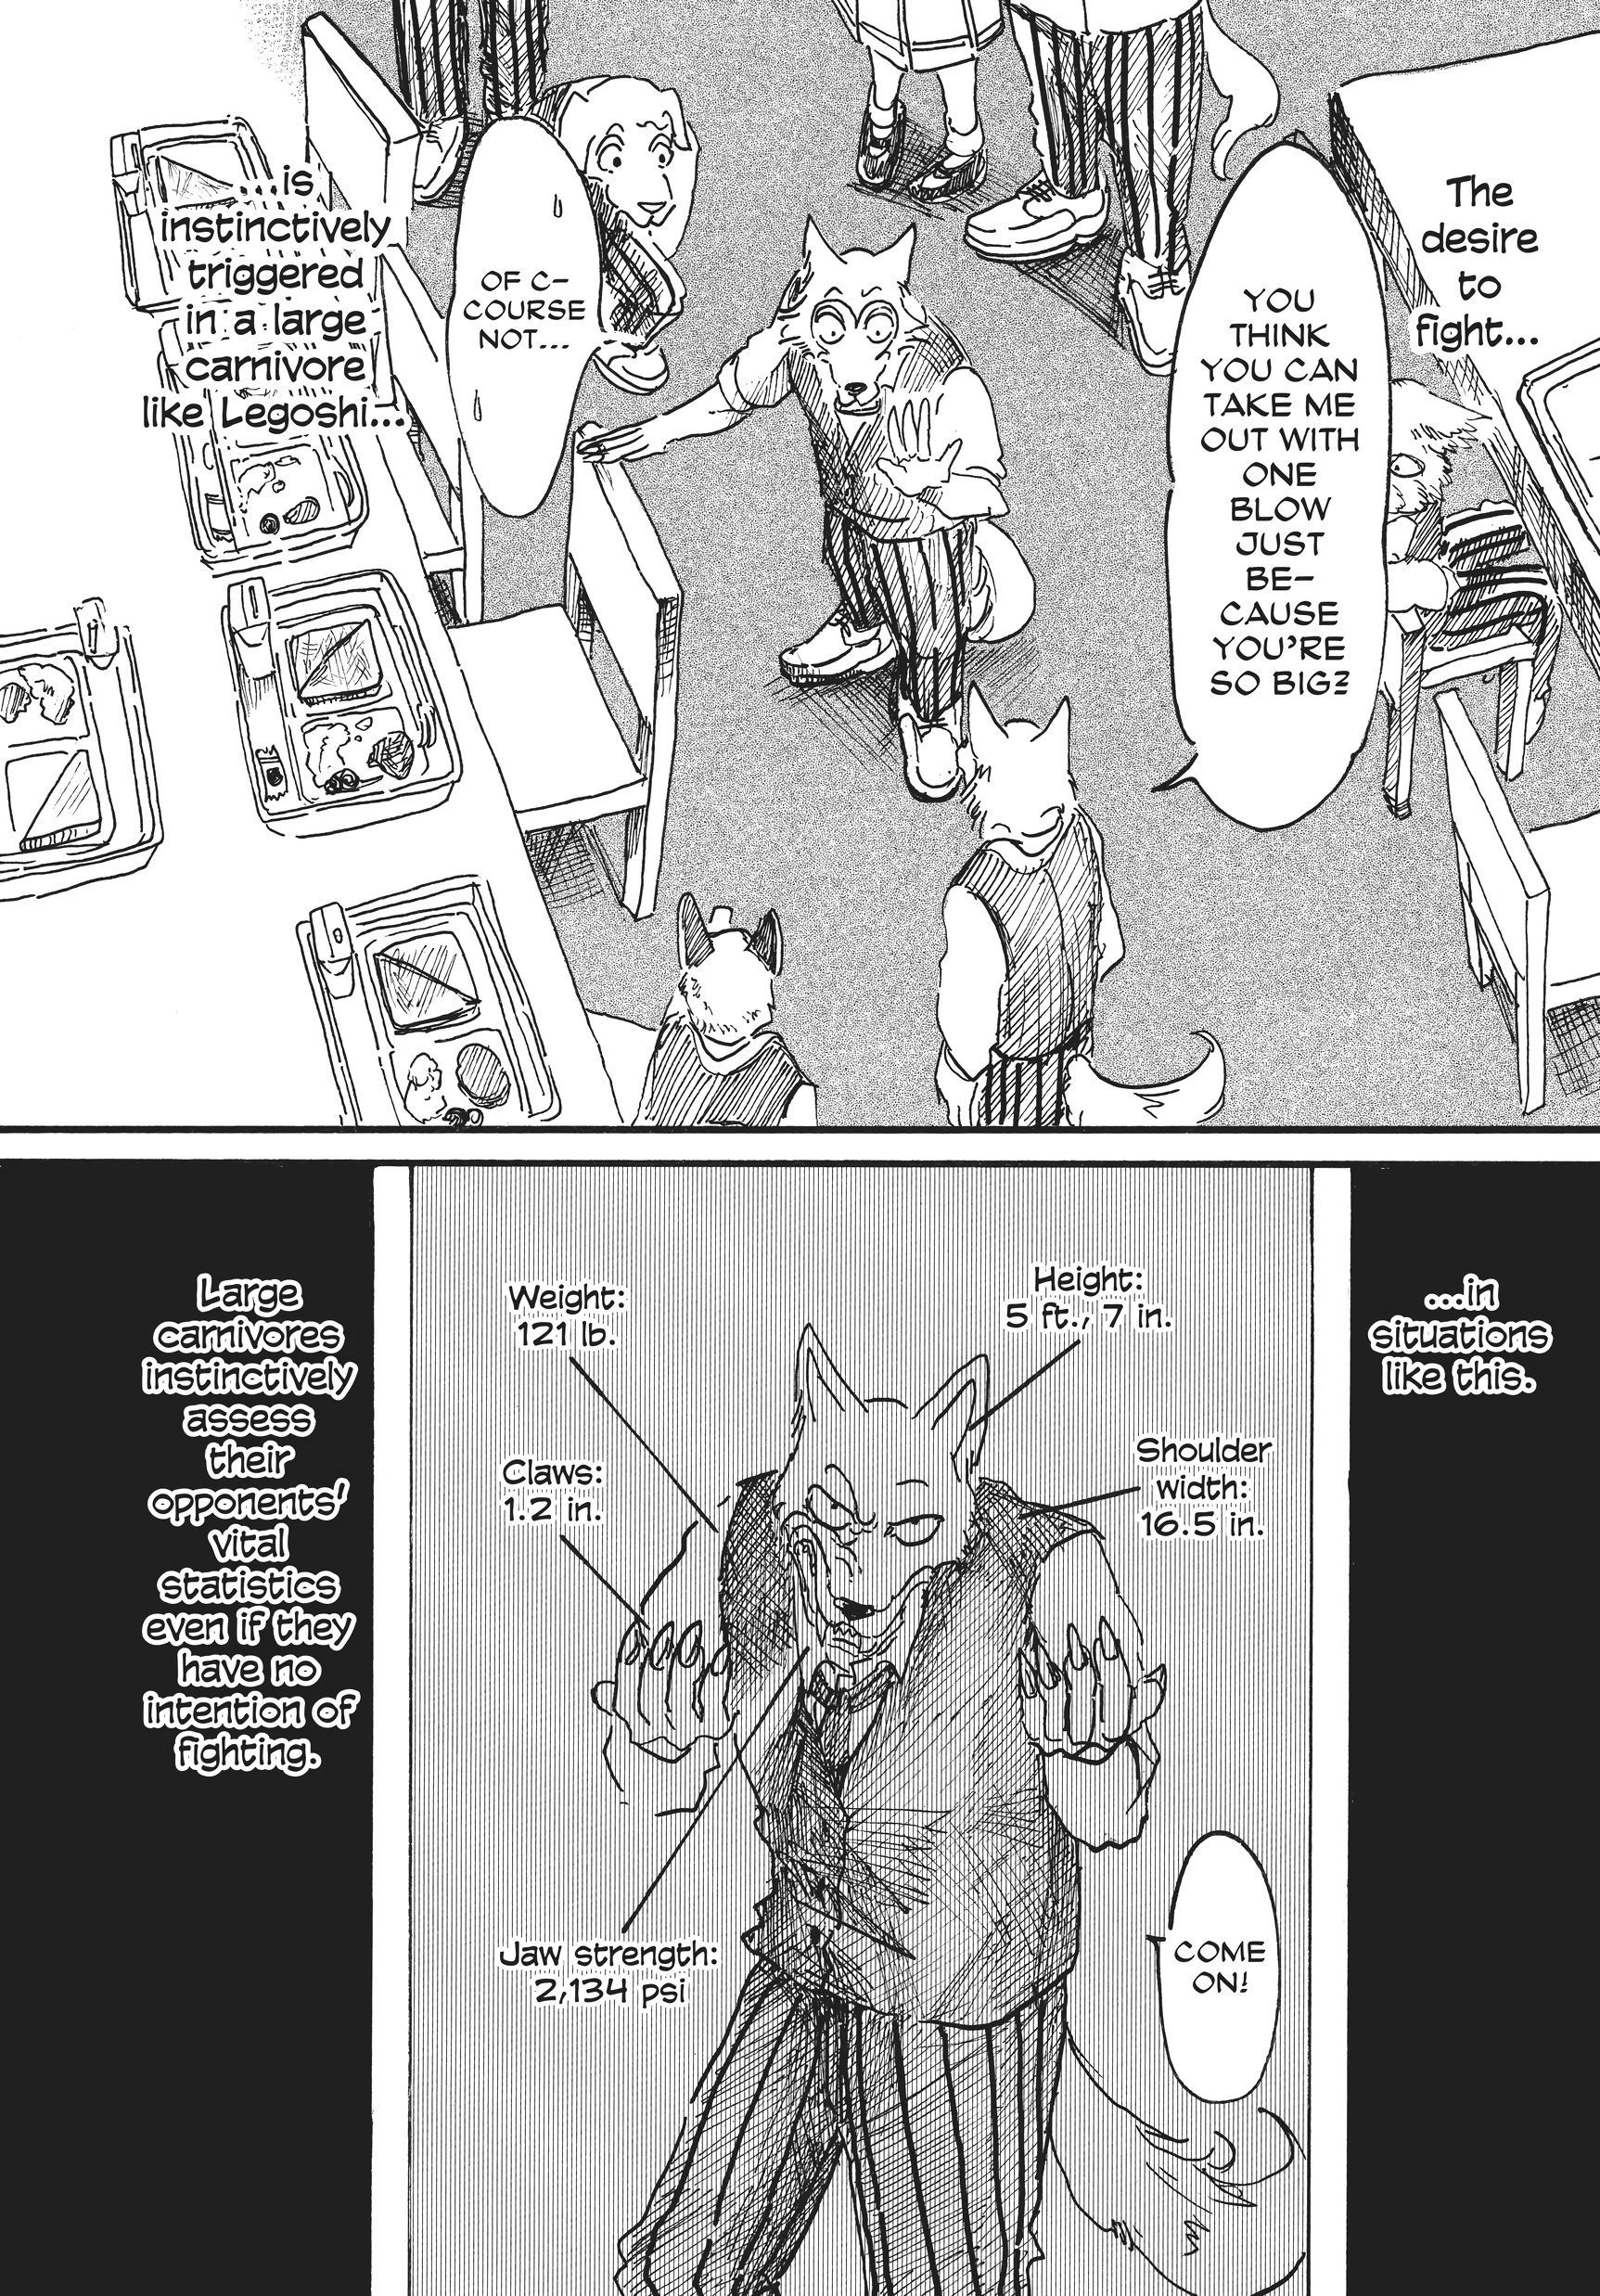 The
desire
to
fight...
YOU
THINK
YOU CAN
TAKE ME
OUT WITH
ONE
BLOW
JUST
BE-
CAUSE
YOU'RE
SO BIG?
OF C-
COURSE
NOT...
...is
instinctively
triggered
in a large
carnivore
like Legoshi...
...in
situations
like this.
Height:
5 ft., 7 in.
Shoulder
width:
16.5 in.
Weight:
121 lb.
Claws:
1.2 in.
Jaw strength:
2,134 psi
COME
ON!
Large
carnivores
instinctively
assess
their
opponents'
vital
statistics
even if they
have no
intention of
fighting.